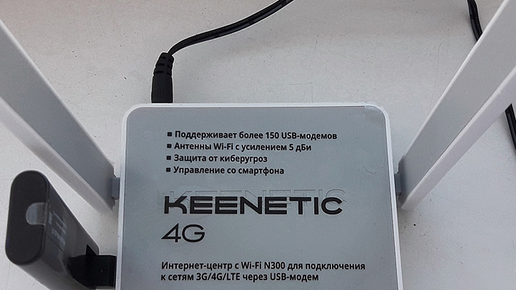 Поддерживает более 150 USB-модемов
Антенны Wi-Fi с усилением 5 дБи
Защита от киберугроз
Управление со смартфона
KEENETIC
4G
Интернет-центр с Wi-Fi N300 для подключения
к сетям 3G/4G/LTE через USB-модем